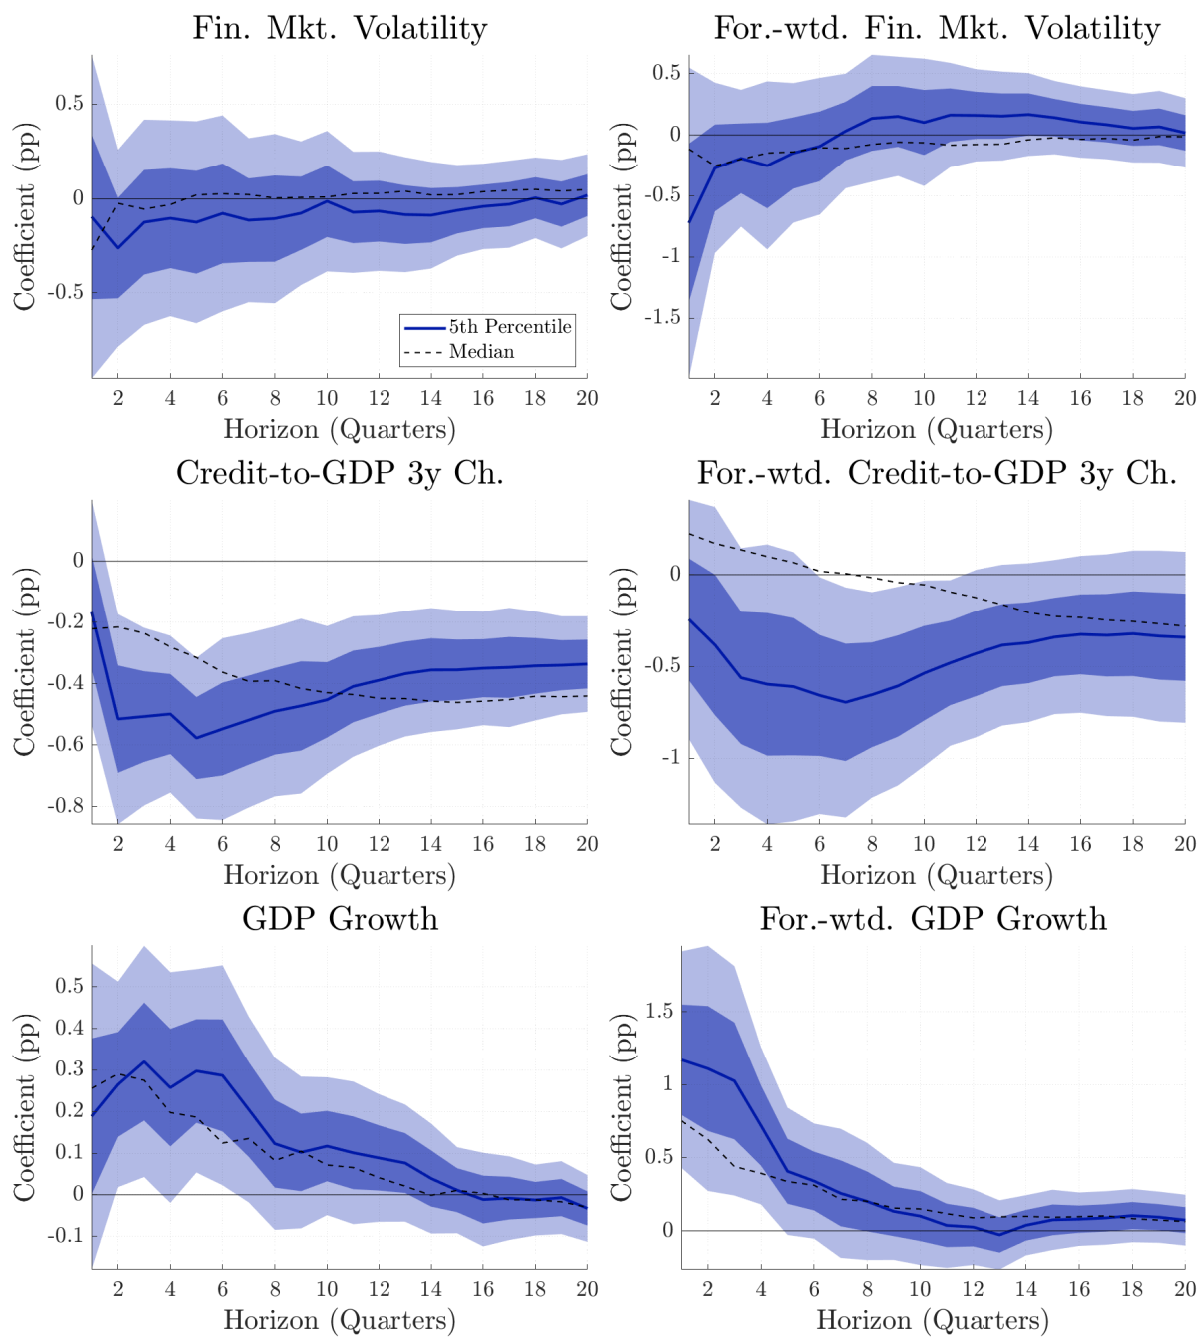 Fin. Mkt. Volatility
0.5
0
-0.5
Coefficient (pp)
5th Percentile
Median
2 4 6 8 10 12 14 16 18 20
Horizon (Quarters)
For.-wtd. Fin. Mkt. Volatility
0.5
0
-0.5
-1
-1.5
Coefficient (pp)
2 4 6 8 10 12 14 16 18 20
Horizon (Quarters)
Credit-to-GDP 3y Ch.
0
-0.2
-0.4
-0.6
-0.8
Coefficient (pp)
2 4 6 8 10 12 14 16 18 20
Horizon (Quarters)
For.-wtd. Credit-to-GDP 3y Ch.
0
-0.5
-1
Coefficient (pp)
2 4 6 8 10 12 14 16 18 20
Horizon (Quarters)
GDP Growth
0.5
0.4
0.3
0.2
0.1
0
-0.1
Coefficient (pp)
2 4 6 8 10 12 14 16 18 20
Horizon (Quarters)
For.-wtd. GDP Growth
1.5
1
0.5
0
Coefficient (pp)
2 4 6 8 10 12 14 16 18 20
Horizon (Quarters)